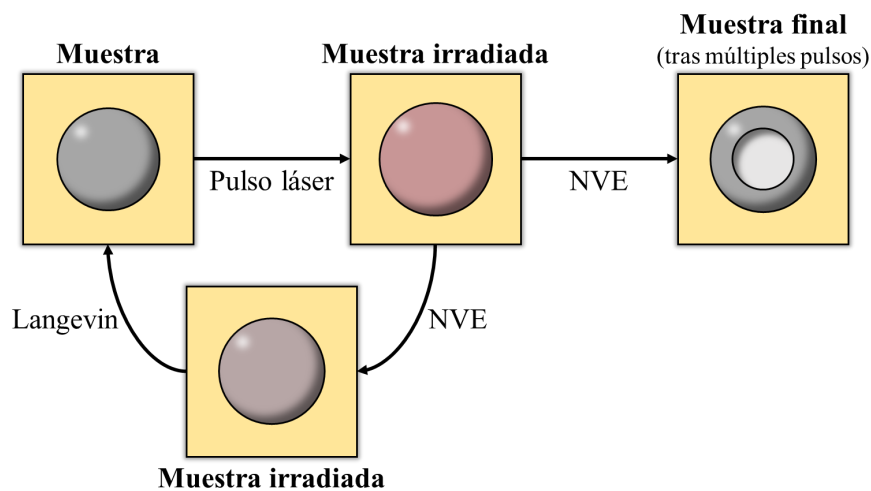 Muestra
Muestra irradiada
Muestra final
(tras múltiples pulsos)
Pulso láser
NVE
Langevin
NVE
Muestra irradiada